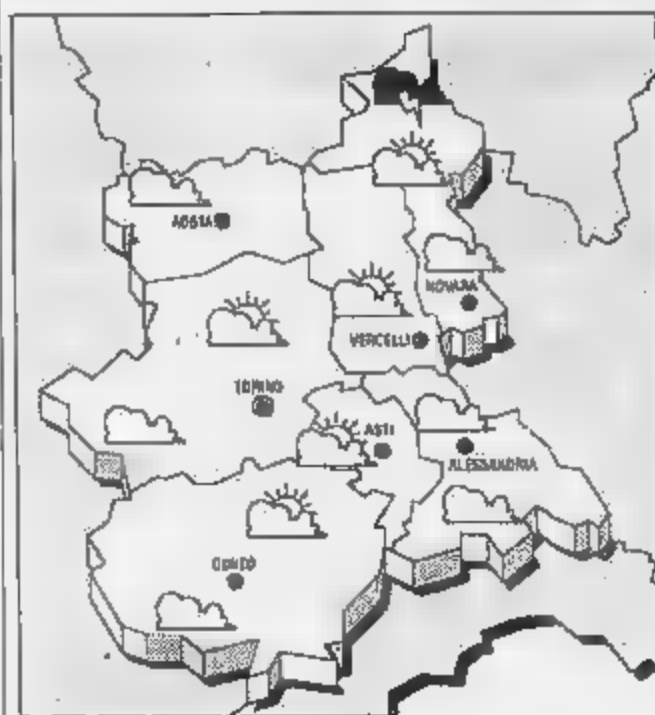 AOSTA
NOVARA
VERCELLI
TORINO
ASTI
ALESSANDRIA
CUNEO